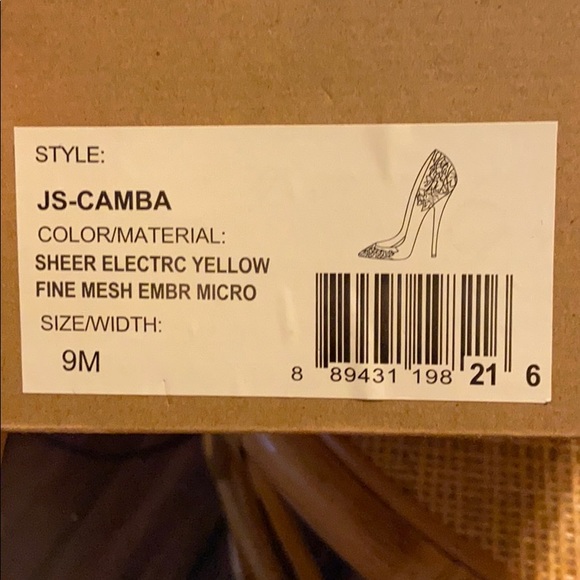 STYLE:
JS-CAMBA
COLOR/MATERIAL:
SHEER ELECTRC YELLOW
FINE MESH EMBR MICRO
SIZE/WIDTH:
9M
8 89431 198 21 6